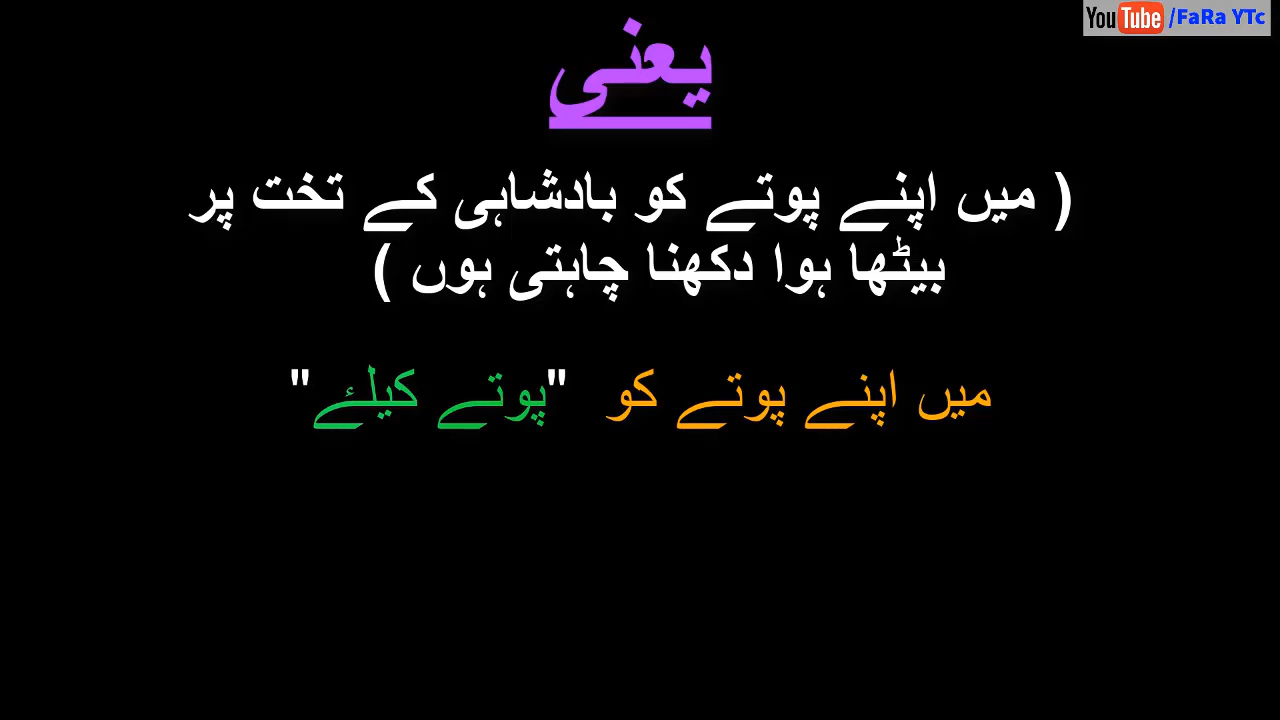 YouTube /FaRa YTc
یعنی
( میں اپنے پوتے کو بادشاہی کے تخت پر
بیٹھا ہوا دکھنا چاہتی ہوں )
میں اپنے پوتے کو "پوتے کیلئے"